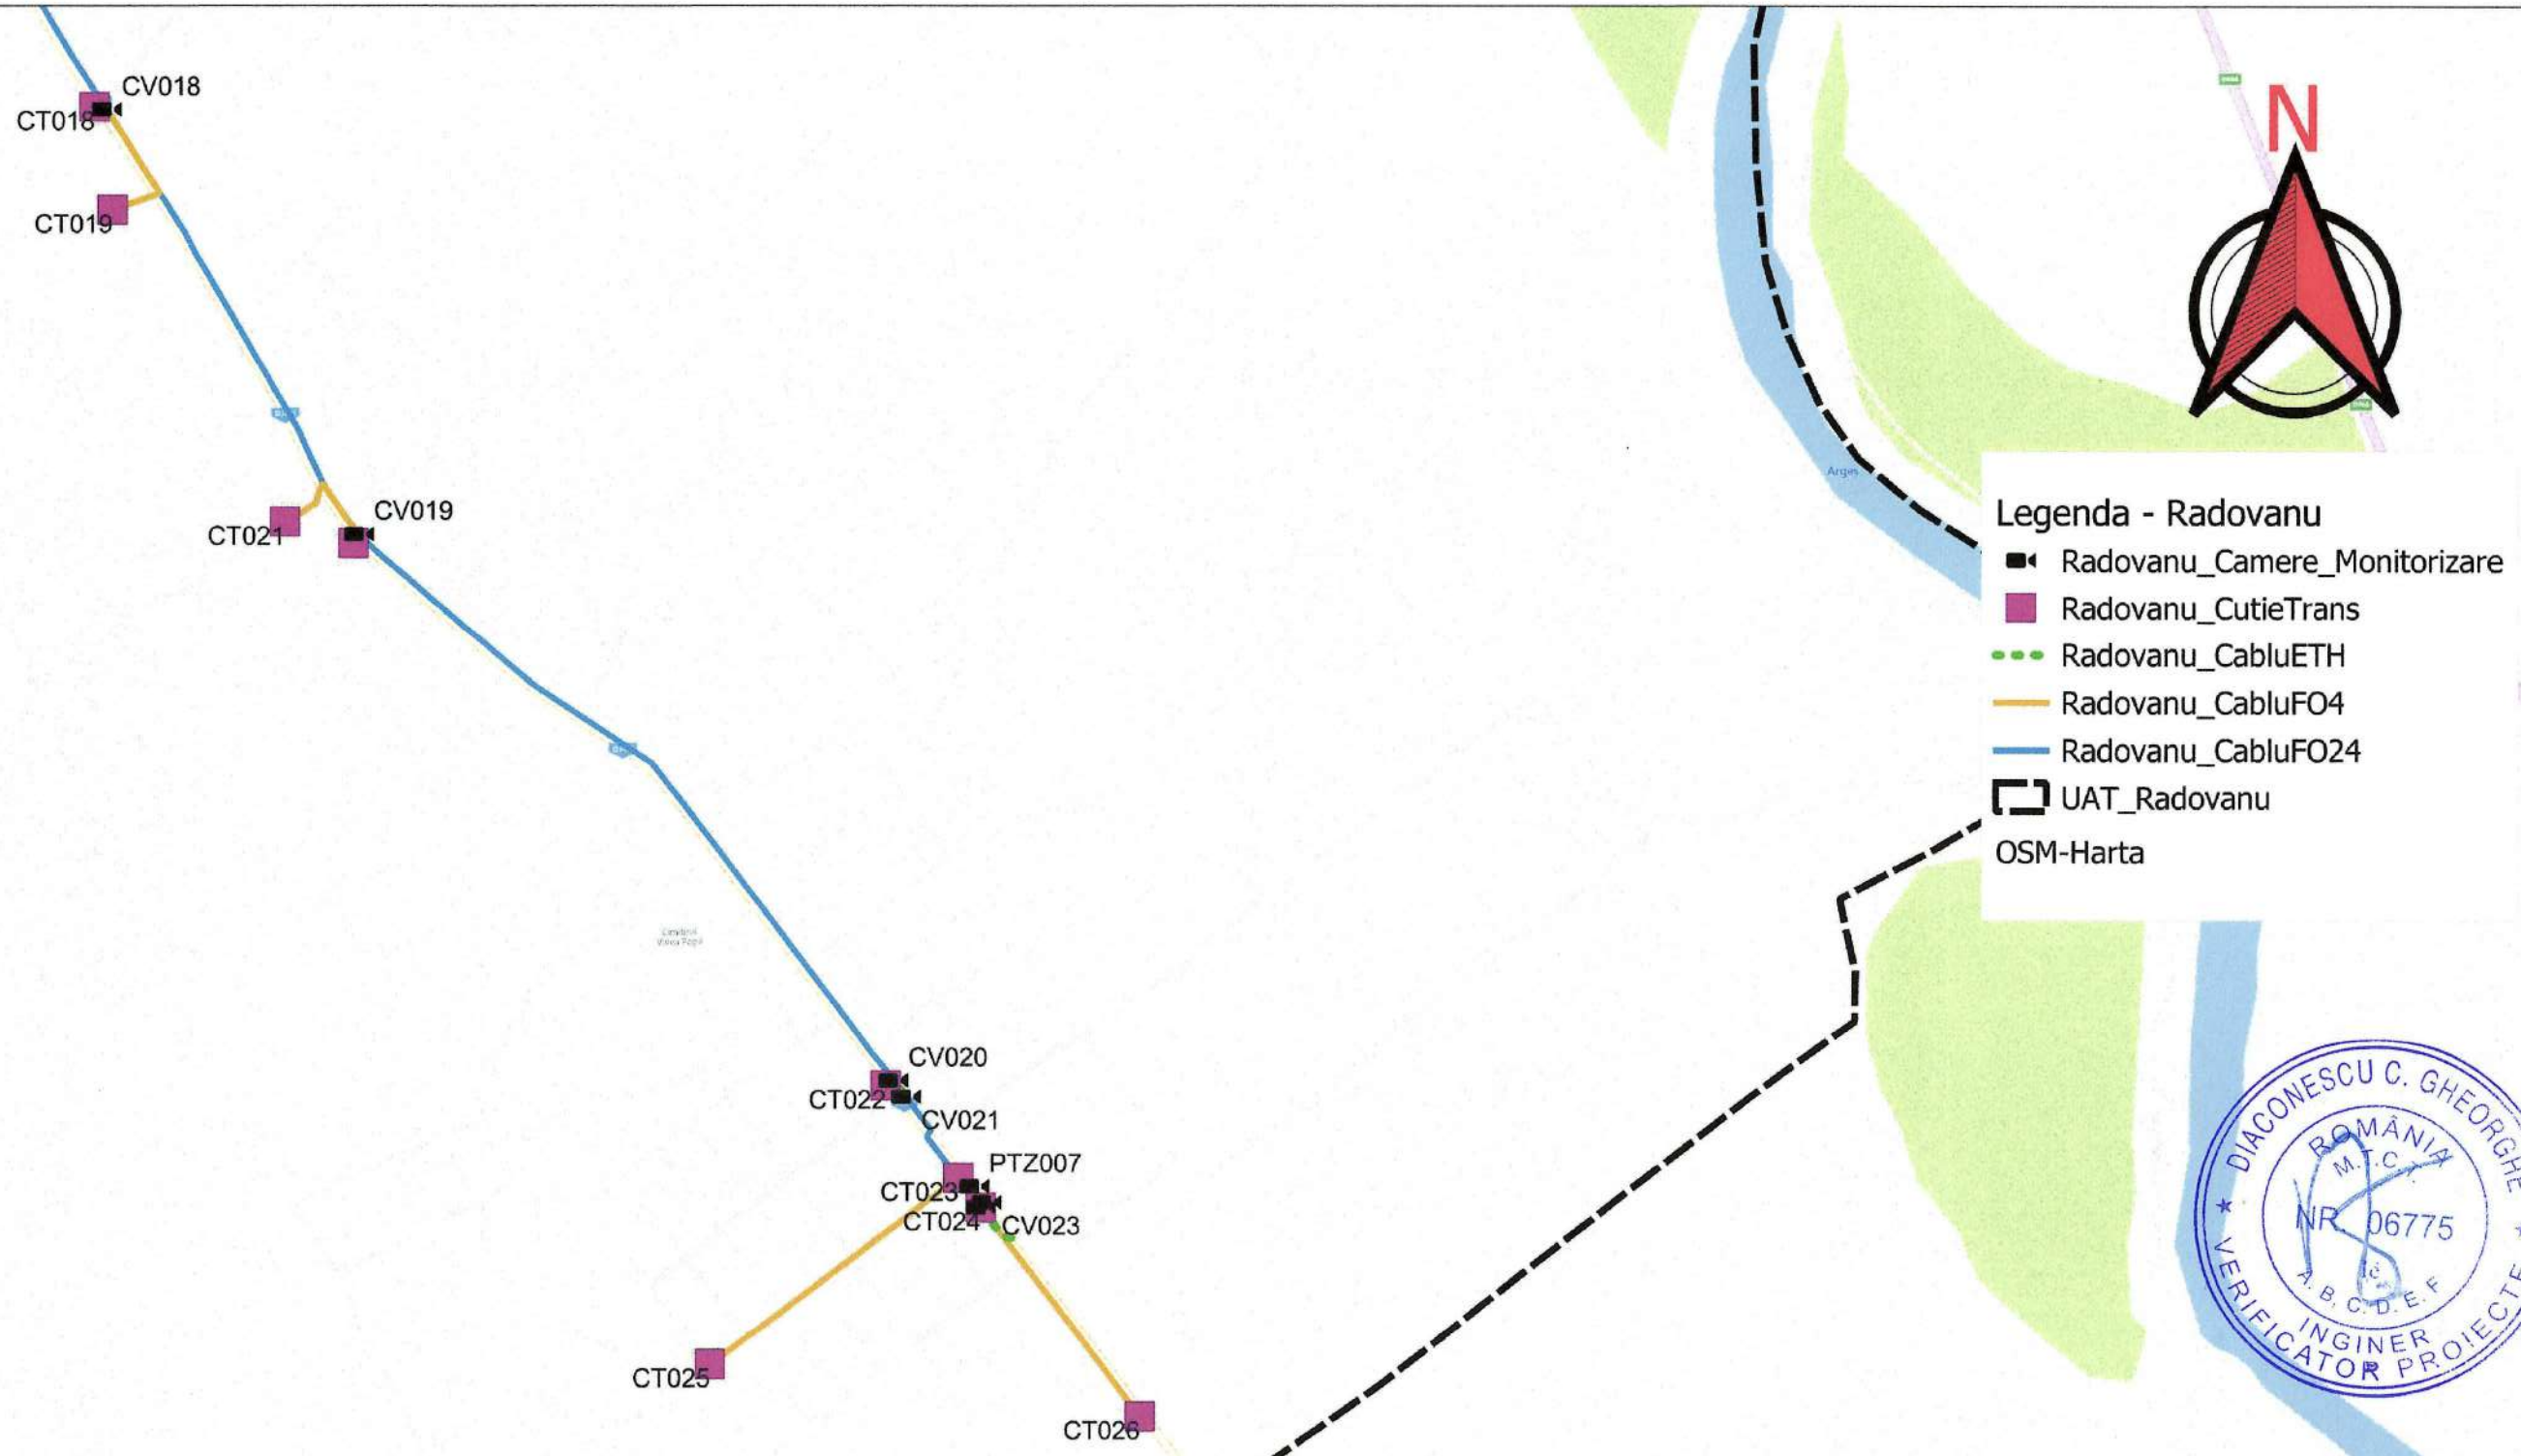 CV018
CT018
CT019
CV019
CT021
N
Argeș
Legenda - Radovanu
Radovanu_Camere_Monitorizare
Radovanu_CutieTrans
Radovanu_CabluETH
Radovanu_CabluFO4
Radovanu_CabluFO24
UAT_Radovanu
OSM-Harta
CV020
CT022
CV021
PTZ007
CT023
CT024
CV023
CT025
CT026
DIACONESCU C. GHEORGHE
ROMÂNIA
M.T.C.T.
NR. 06775
A. B, C. D. E. F
INGINER
★ VERIFICATOR PROIECTE ★